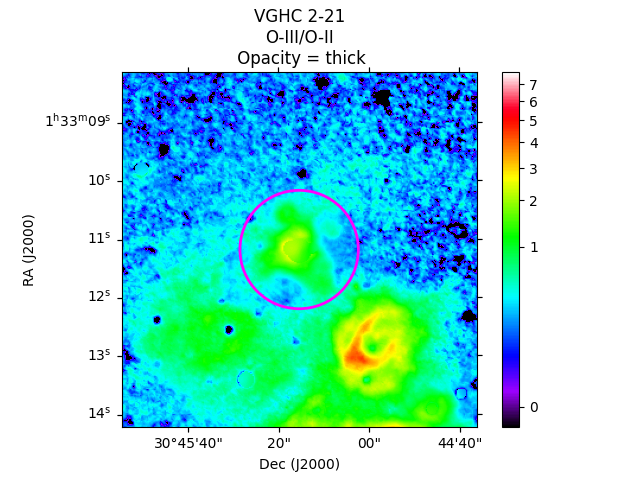 VGHC 2-21
O-III/O-II
Opacity = thick
7
6
5
4
3
2
1
0
1ʰ33ᵐ09ˢ
10ˢ
11ˢ
12ˢ
13ˢ
14ˢ
RA (J2000)
30°45'40" 20" 00" 44'40"
Dec (J2000)